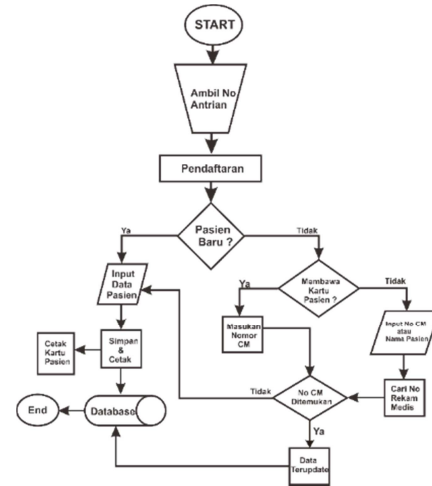 START
Ambil No
Antrian
Pendaftaran
Pasien
Baru ?
Ya
Tidak
Input
Data
Pasien
Membawa
Kartu
Pasien ?
Ya
Tidak
Masukan
Nomor
CM
Input No CM
atau
Nama Pasien
Cetak
Kartu
Pasien
Simpan
&
Cetak
Tidak
No CM
Ditemukan
Cari No
Rekam
Medis
Ya
End
Database
Data
Terupdate